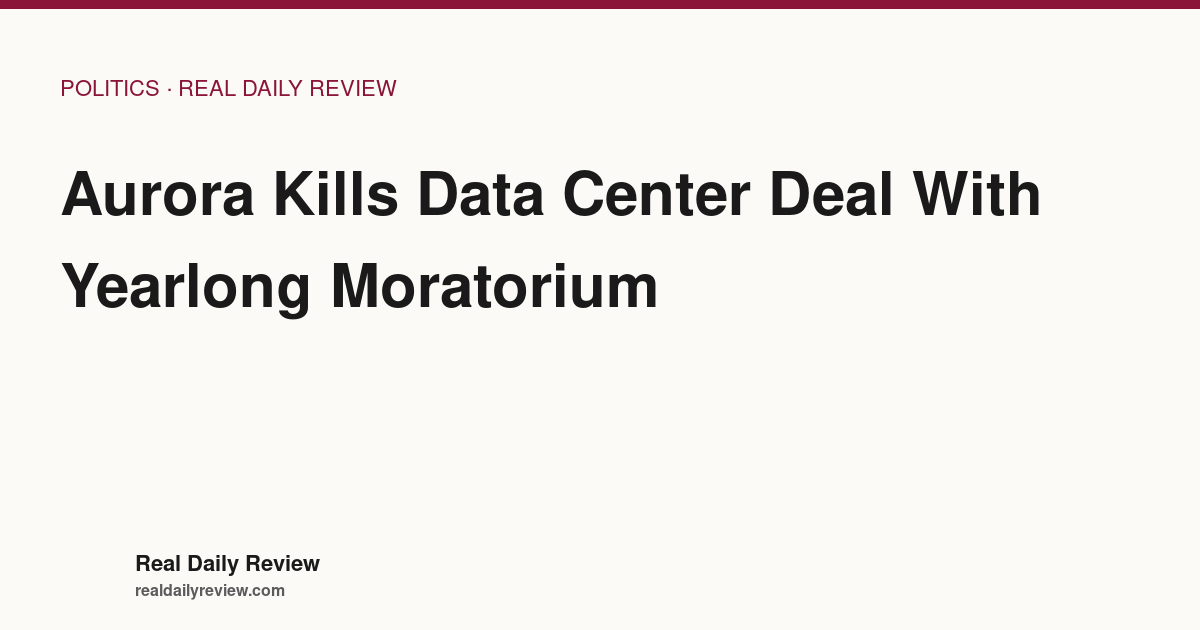 POLITICS · REAL DAILY REVIEW
Aurora Kills Data Center Deal With
Yearlong Moratorium
Real Daily Review
realdailyreview.com